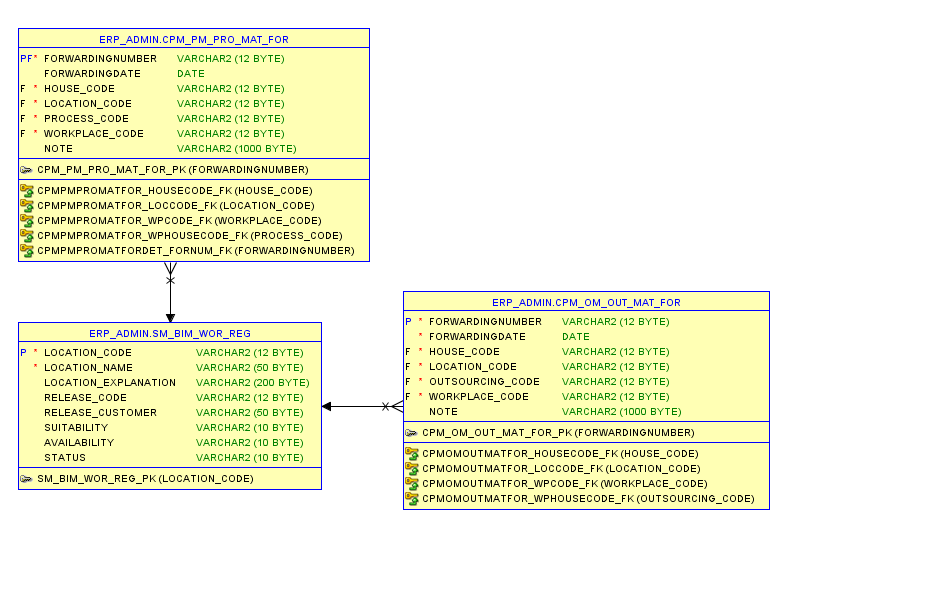 ERP_ADMIN.CPM_PM_PRO_MAT_FOR
PF* FORWARDINGNUMBER VARCHAR2 (12 BYTE)
FORWARDINGDATE DATE
F * HOUSE_CODE VARCHAR2 (12 BYTE)
F * LOCATION_CODE VARCHAR2 (12 BYTE)
F * PROCESS_CODE VARCHAR2 (12 BYTE)
F * WORKPLACE_CODE VARCHAR2 (12 BYTE)
NOTE VARCHAR2 (1000 BYTE)
CPM_PM_PRO_MAT_FOR_PK (FORWARDINGNUMBER)
CPMPMPROMATFOR_HOUSECODE_FK (HOUSE_CODE)
CPMPMPROMATFOR_LOCCODE_FK (LOCATION_CODE)
CPMPMPROMATFOR_WPCODE_FK (WORKPLACE_CODE)
CPMPMPROMATFOR_WPHOUSECODE_FK (PROCESS_CODE)
CPMPMPROMATFORDET_FORNUM_FK (FORWARDINGNUMBER)
ERP_ADMIN.SM_BIM_WOR_REG
P * LOCATION_CODE VARCHAR2 (12 BYTE)
* LOCATION_NAME VARCHAR2 (50 BYTE)
LOCATION_EXPLANATION VARCHAR2 (200 BYTE)
RELEASE_CODE VARCHAR2 (12 BYTE)
RELEASE_CUSTOMER VARCHAR2 (50 BYTE)
SUITABILITY VARCHAR2 (10 BYTE)
AVAILABILITY VARCHAR2 (10 BYTE)
STATUS VARCHAR2 (10 BYTE)
SM_BIM_WOR_REG_PK (LOCATION_CODE)
ERP_ADMIN.CPM_OM_OUT_MAT_FOR
P * FORWARDINGNUMBER VARCHAR2 (12 BYTE)
* FORWARDINGDATE DATE
F * HOUSE_CODE VARCHAR2 (12 BYTE)
F * LOCATION_CODE VARCHAR2 (12 BYTE)
F * OUTSOURCING_CODE VARCHAR2 (12 BYTE)
F * WORKPLACE_CODE VARCHAR2 (12 BYTE)
NOTE VARCHAR2 (1000 BYTE)
CPM_OM_OUT_MAT_FOR_PK (FORWARDINGNUMBER)
CPMOMOUTMATFOR_HOUSECODE_FK (HOUSE_CODE)
CPMOMOUTMATFOR_LOCCODE_FK (LOCATION_CODE)
CPMOMOUTMATFOR_WPCODE_FK (WORKPLACE_CODE)
CPMOMOUTMATFOR_WPHOUSECODE_FK (OUTSOURCING_CODE)